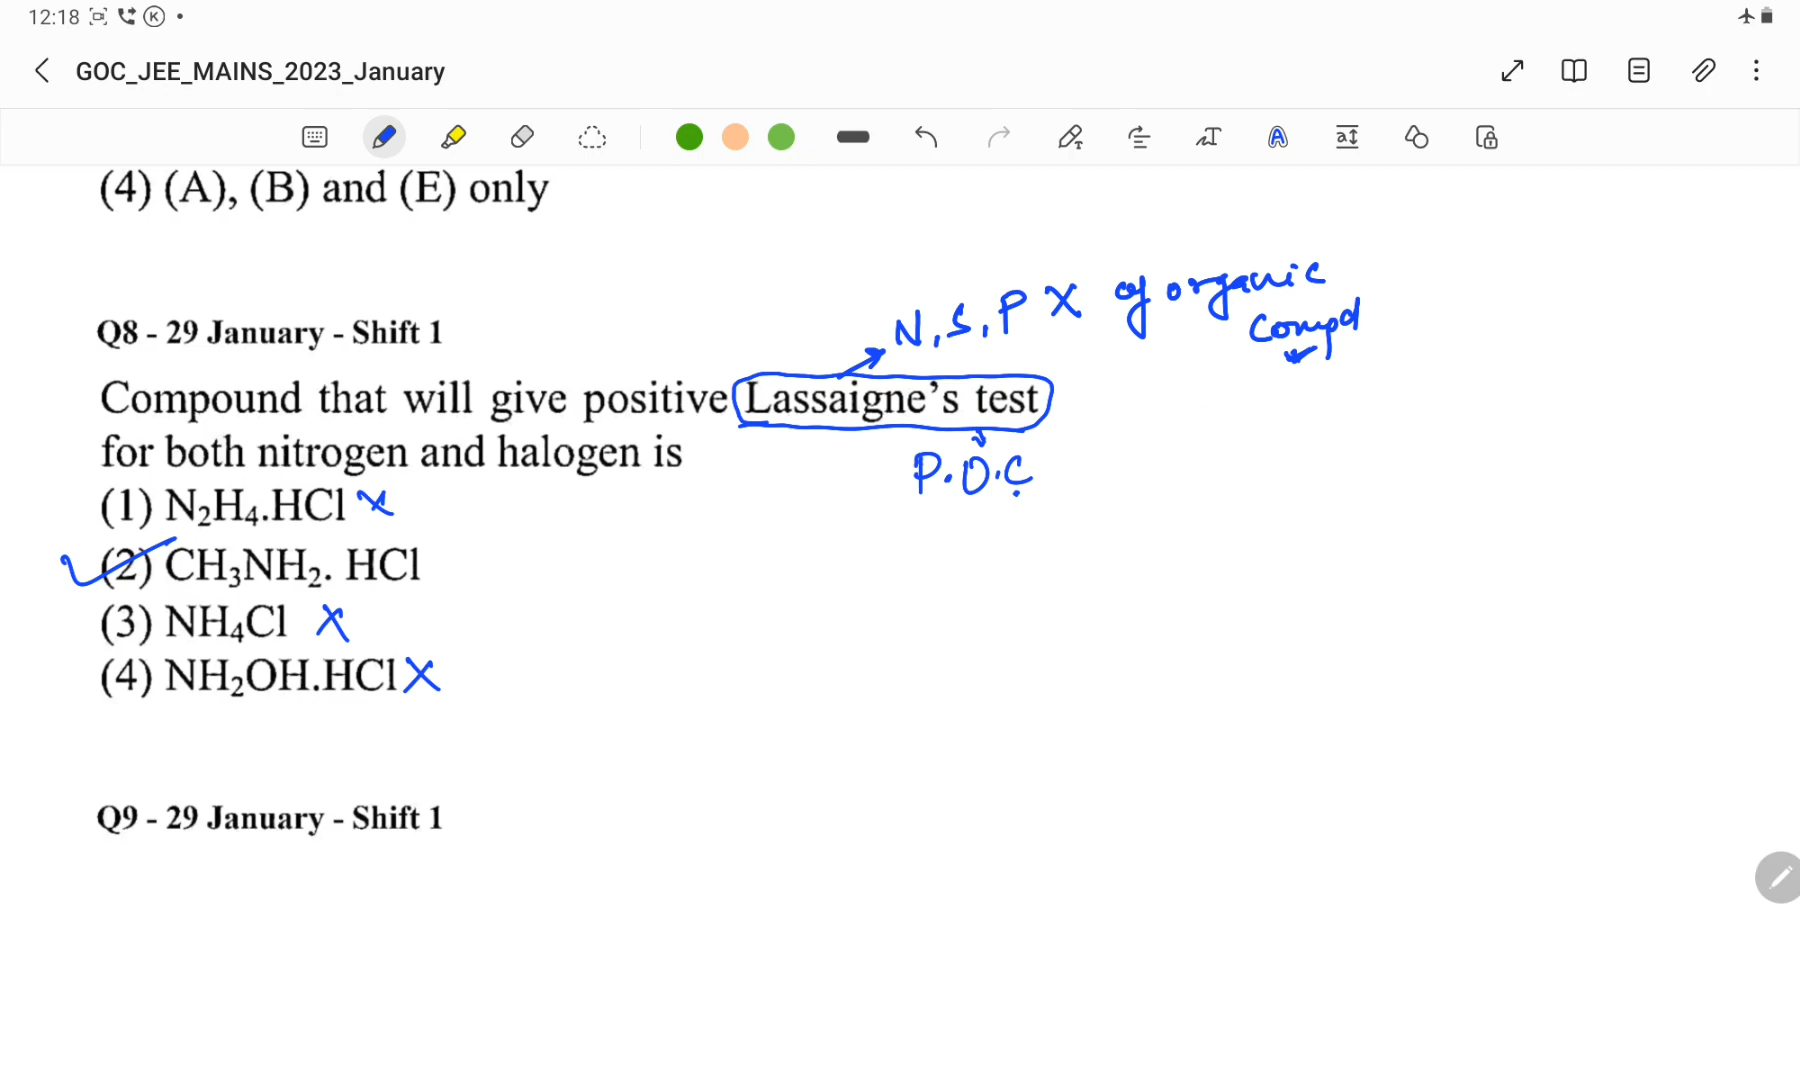 12:18
GOC_JEE_MAINS_2023_January
(4) (A), (B) and (E) only
N, S, P X of organic
compd
Q8 - 29 January - Shift 1
Compound that will give positive Lassaigne's test
for both nitrogen and halogen is
P.O.C
(1) N₂H₄.HCl ×
(2) CH₃NH₂. HCl
(3) NH₄Cl ×
(4) NH₂OH.HCl ×
Q9 - 29 January - Shift 1